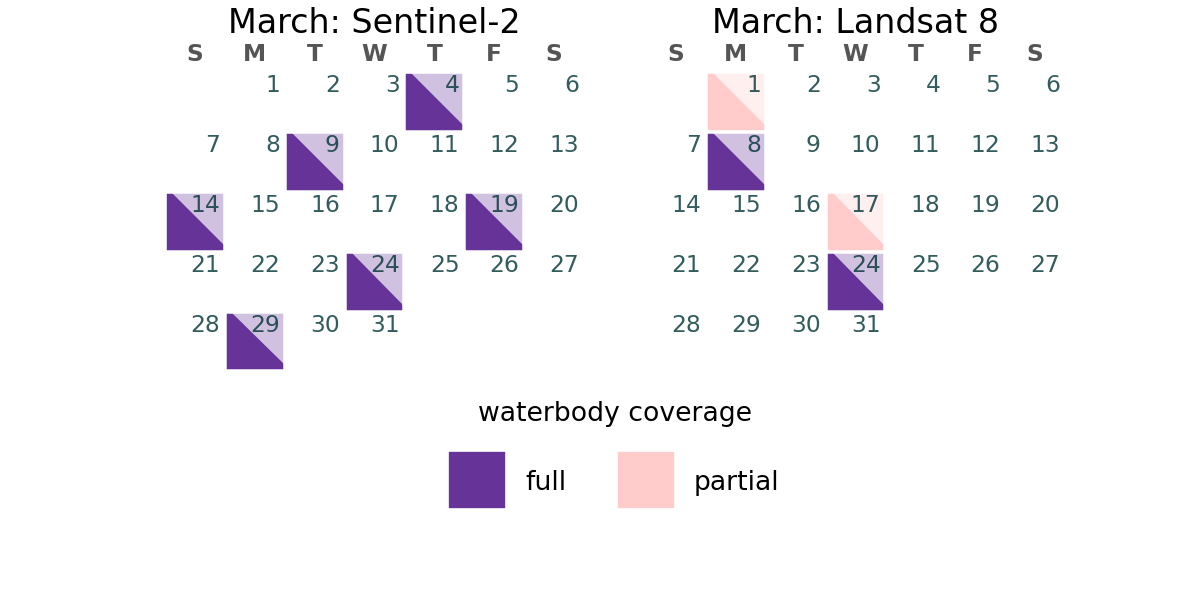 March: Sentinel-2
S M T W T F S
1 2 3 4 5 6
7 8 9 10 11 12 13
14 15 16 17 18 19 20
21 22 23 24 25 26 27
28 29 30 31
March: Landsat 8
S M T W T F S
1 2 3 4 5 6
7 8 9 10 11 12 13
14 15 16 17 18 19 20
21 22 23 24 25 26 27
28 29 30 31
waterbody coverage
full partial